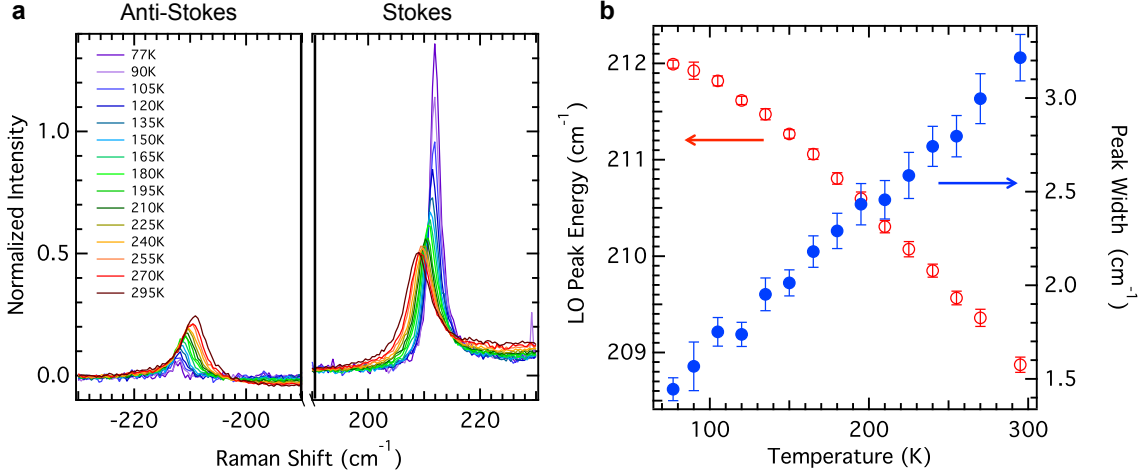 a
Anti-Stokes
Stokes
Normalized Intensity
1.0
0.5
0.0
77K
90K
105K
120K
135K
150K
165K
180K
195K
210K
225K
240K
255K
270K
295K
-220
-200
200
220
Raman Shift (cm-1)
b
LO Peak Energy (cm-1)
212
211
210
209
3.0
2.5
2.0
1.5
Peak Width (cm-1)
100
200
300
Temperature (K)